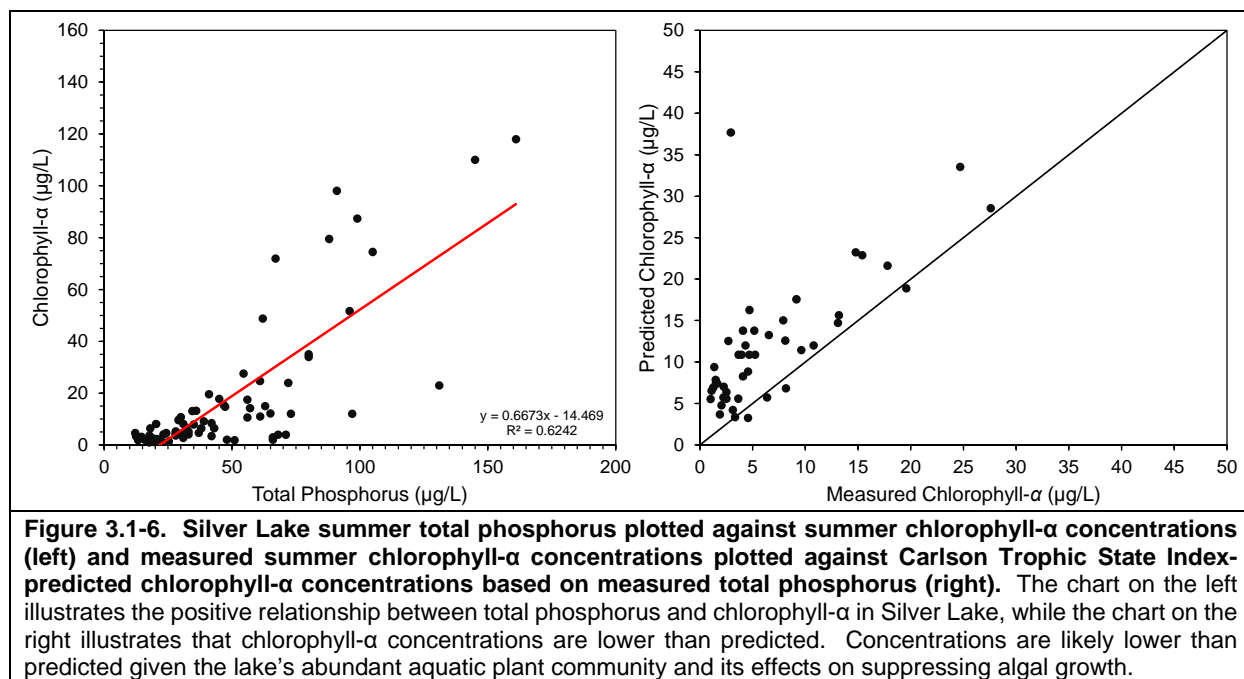 160
140
120
100
80
60
40
20
0
Chlorophyll-α (µg/L)
y = 0.6673x - 14.469
R² = 0.6242
0 50 100 150 200
Total Phosphorus (µg/L)
50
45
40
35
30
25
20
15
10
5
0
Predicted Chlorophyll-α (µg/L)
0 5 10 15 20 25 30 35 40 45 50
Measured Chlorophyll-α (µg/L)
Figure 3.1-6. Silver Lake summer total phosphorus plotted against summer chlorophyll-α concentrations
(left) and measured summer chlorophyll-α concentrations plotted against Carlson Trophic State Index-
predicted chlorophyll-α concentrations based on measured total phosphorus (right). The chart on the left
illustrates the positive relationship between total phosphorus and chlorophyll-α in Silver Lake, while the chart on the
right illustrates that chlorophyll-α concentrations are lower than predicted. Concentrations are likely lower than
predicted given the lake's abundant aquatic plant community and its effects on suppressing algal growth.